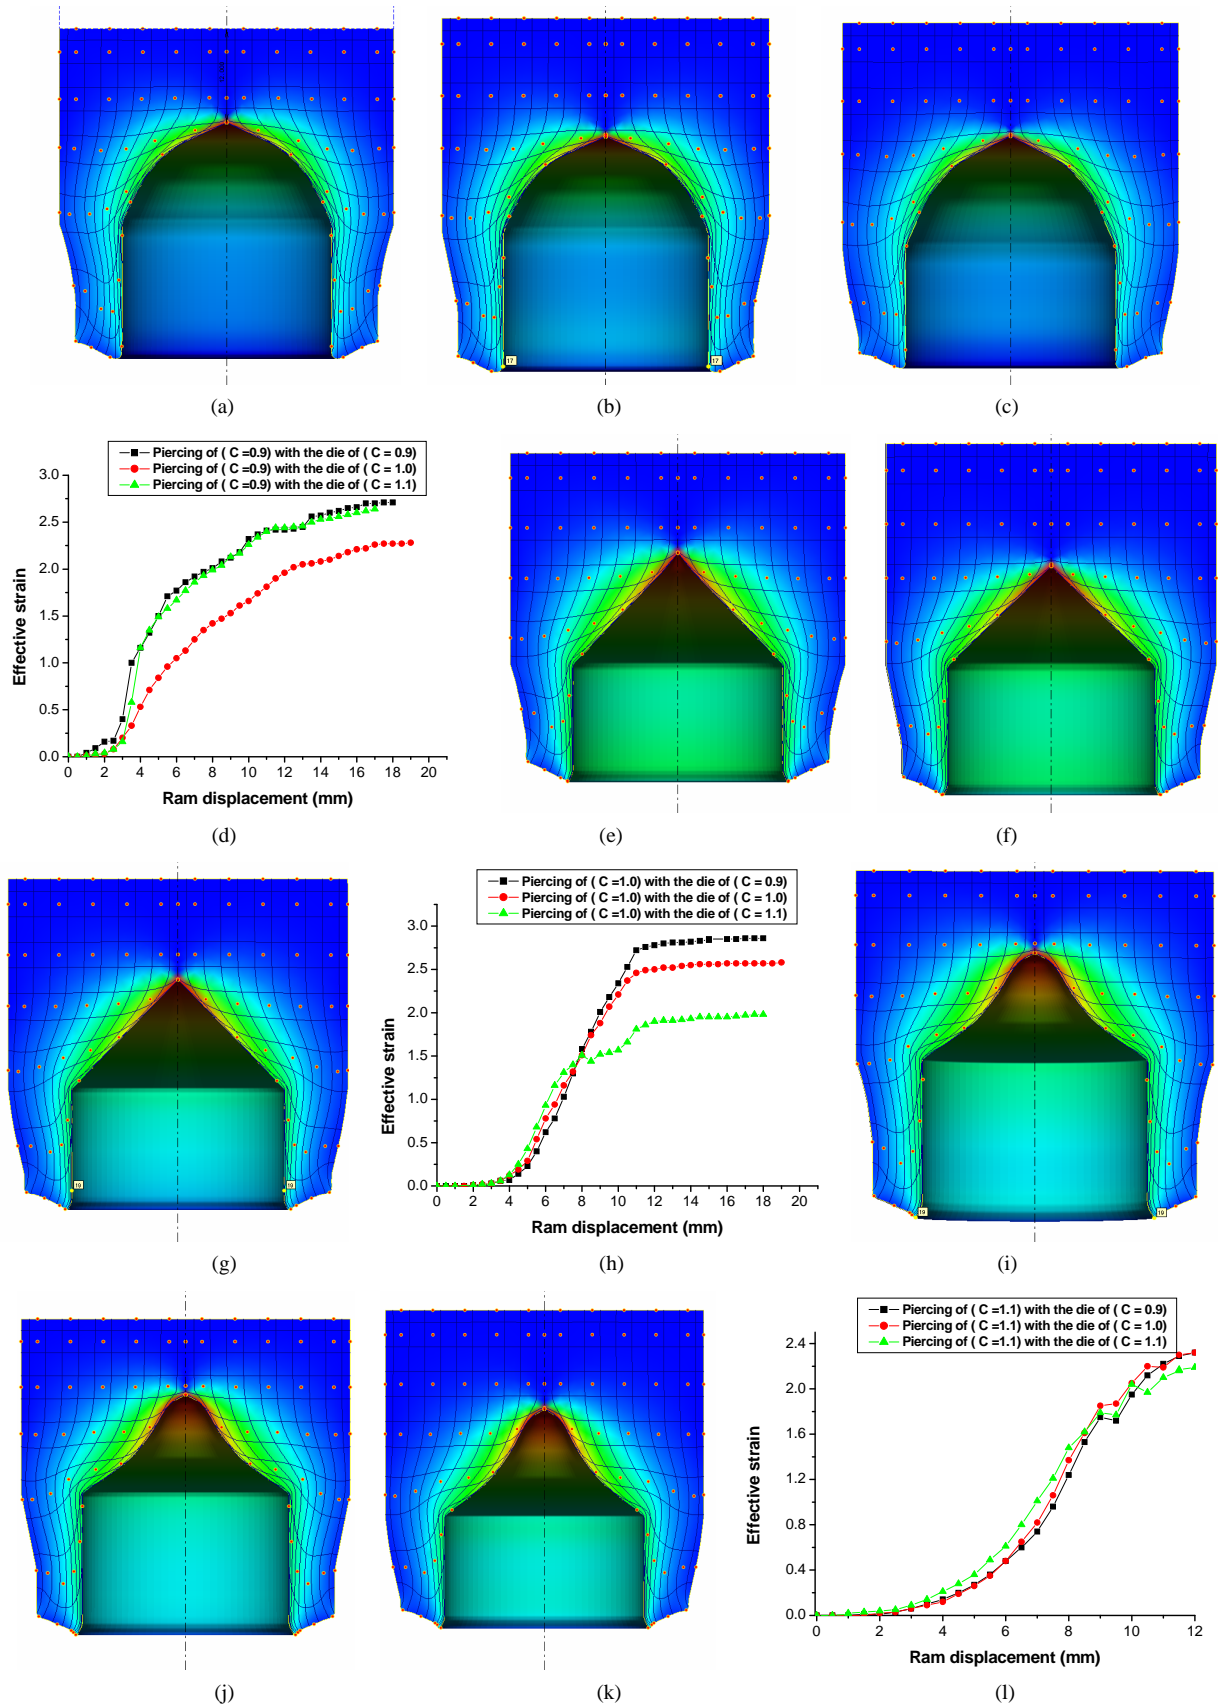 (a)
(b)
17
17
(c)
Piercing of ( C =0.9) with the die of ( C = 0.9)
Piercing of ( C =0.9) with the die of ( C = 1.0)
Piercing of ( C =0.9) with the die of ( C = 1.1)
3.0
2.5
2.0
1.5
1.0
0.5
0.0
Effective strain
0 2 4 6 8 10 12 14 16 18 20
Ram displacement (mm)
(d)
(e)
(f)
19
19
(g)
Piercing of ( C =1.0) with the die of ( C = 0.9)
Piercing of ( C =1.0) with the die of ( C = 1.0)
Piercing of ( C =1.0) with the die of ( C = 1.1)
3.0
2.5
2.0
1.5
1.0
0.5
0.0
Effective strain
0 2 4 6 8 10 12 14 16 18 20
Ram displacement (mm)
(h)
19
19
(i)
(j)
(k)
Piercing of ( C =1.1) with the die of ( C = 0.9)
Piercing of ( C =1.1) with the die of ( C = 1.0)
Piercing of ( C =1.1) with the die of ( C = 1.1)
2.4
2.0
1.6
1.2
0.8
0.4
0.0
Effective strain
0 2 4 6 8 10 12
Ram displacement (mm)
(l)